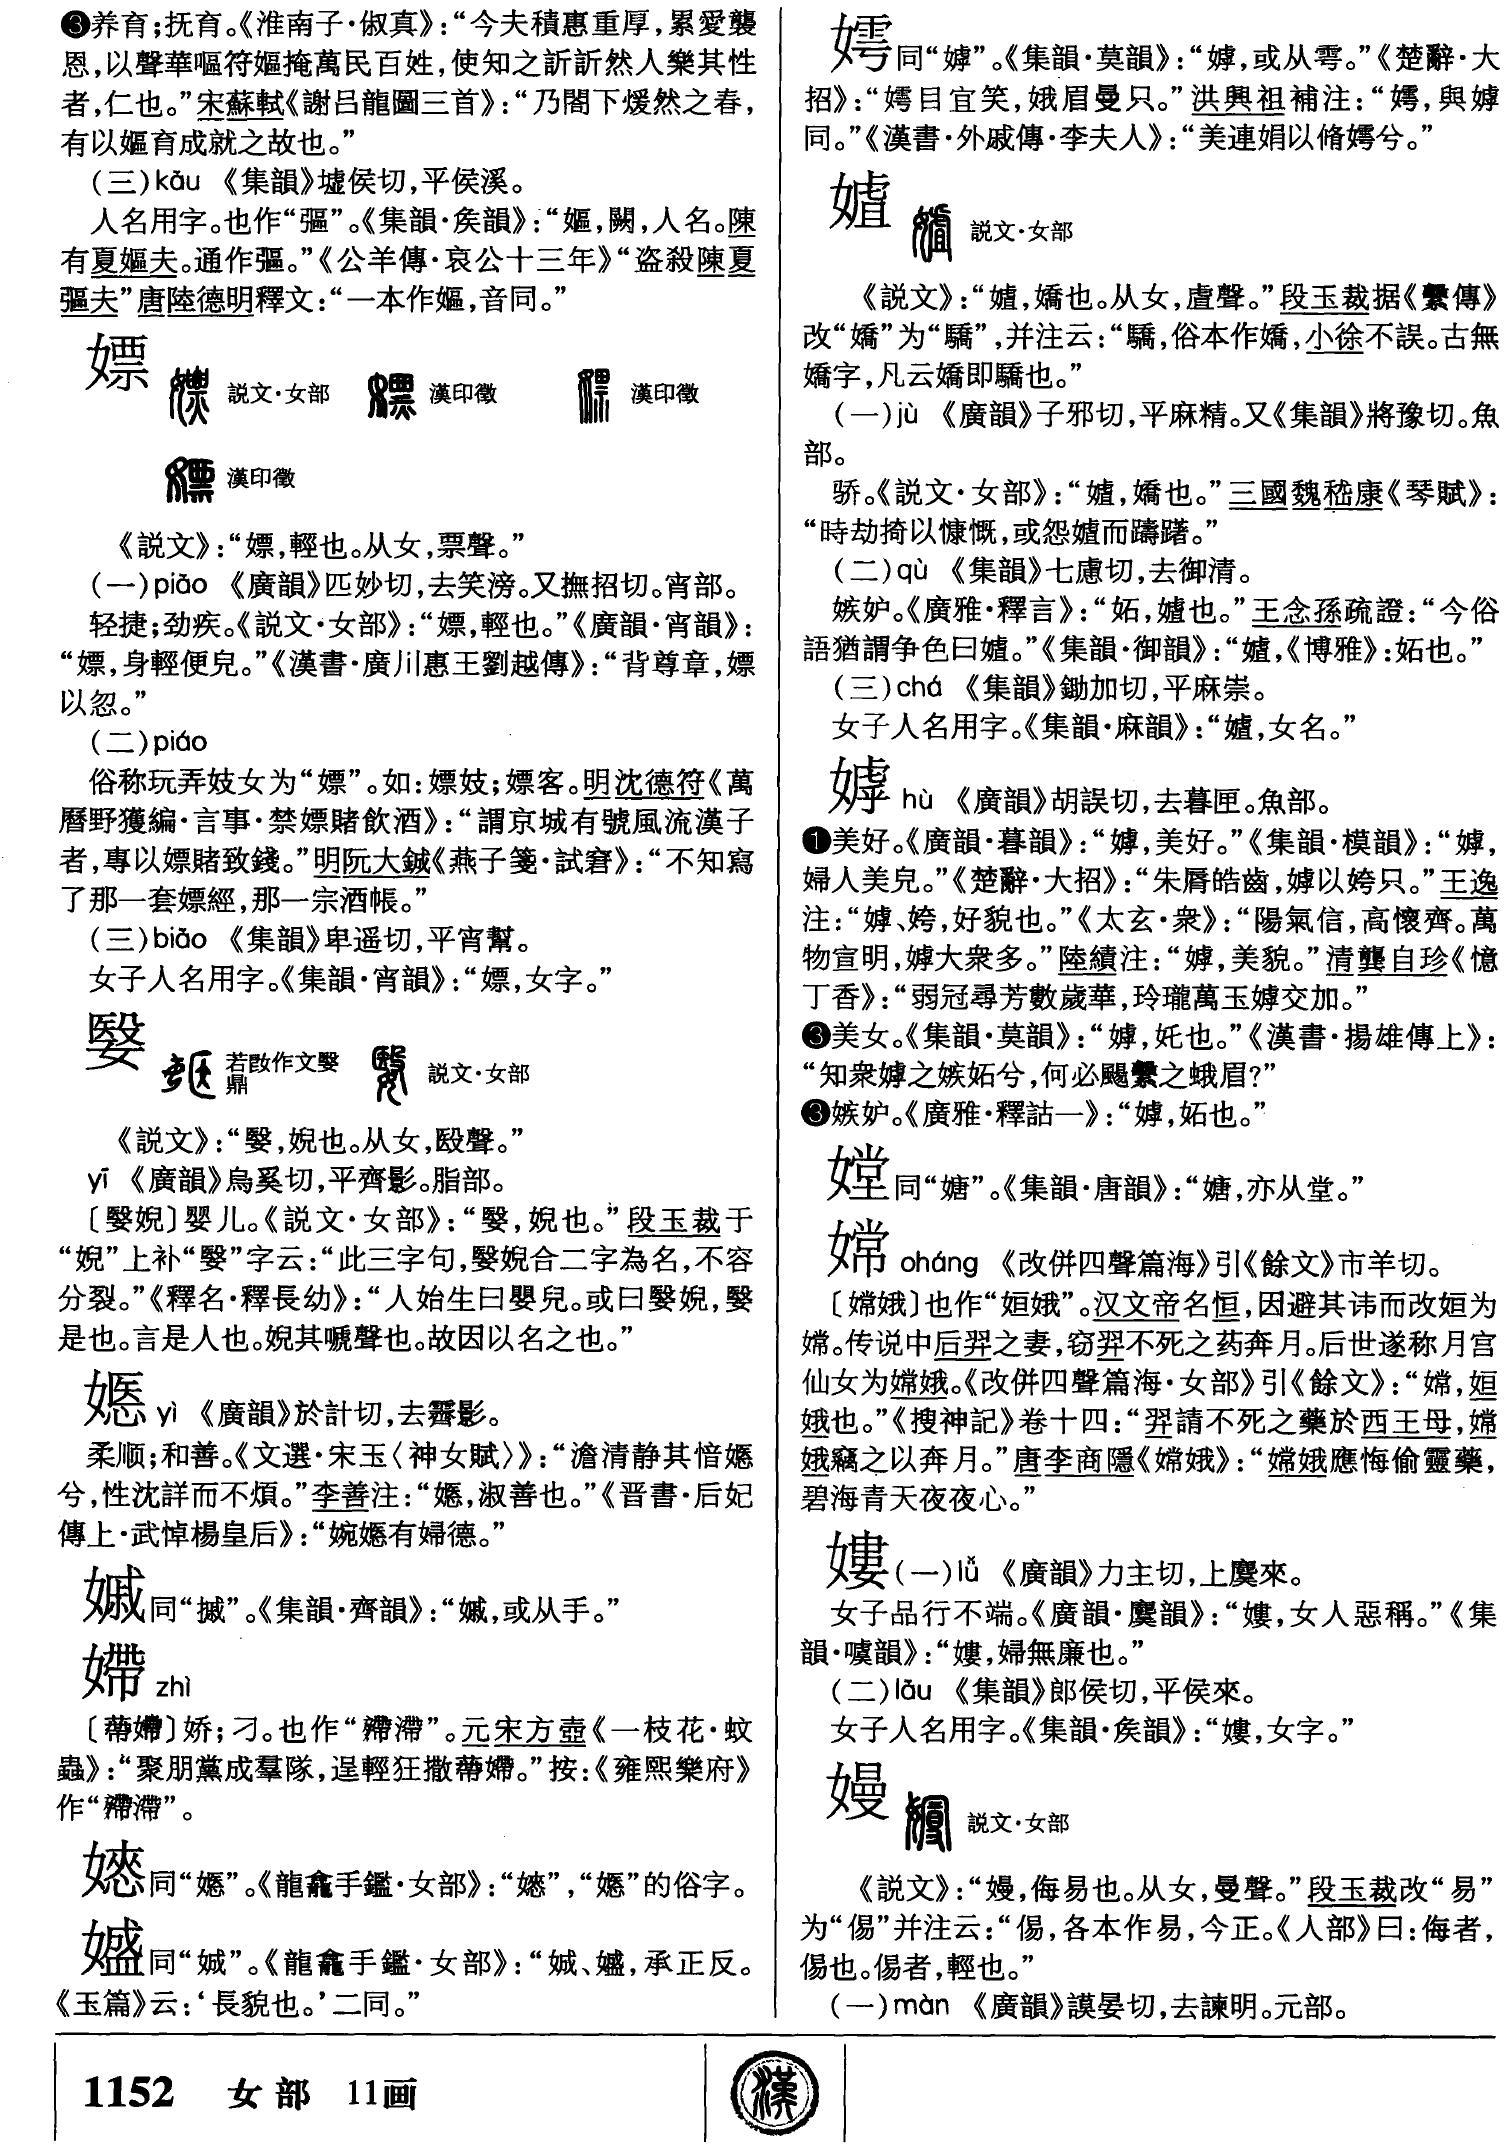 ❸养育;抚育。《淮南子·俶真》:“今夫積惠重厚,累愛襲
恩,以聲華嘔符嫗掩萬民百姓,使知之訢訢然人樂其性
者,仁也。”宋蘇軾《謝吕龍圖三首》:“乃閤下煖然之春,
有以嫗育成就之故也。”
(三)kǎu 《集韻》墟侯切,平侯溪。
人名用字。也作“彄”。《集韻·矦韻》:“嫗,闕,人名。陳
有夏嫗夫。通作彄。”《公羊傳·哀公十三年》“盗殺陳夏
彄夫”唐陸德明釋文:“一本作嫗,音同。”
嫖 説文·女部 漢印徵 漢印徵
漢印徵
《説文》:“嫖,輕也。从女,票聲。”
(一)piǎo 《廣韻》匹妙切,去笑滂。又撫招切。宵部。
轻捷;劲疾。《説文·女部》:“嫖,輕也。”《廣韻·宵韻》:
“嫖,身輕便皃。”《漢書·廣川惠王劉越傳》:“背尊章,嫖
以忽。”
(二)piáo
俗称玩弄妓女为“嫖”。如:嫖妓;嫖客。明沈德符《萬
曆野獲編·言事·禁嫖賭飲酒》:“謂京城有號風流漢子
者,專以嫖賭致錢。”明阮大鋮《燕子箋·試窘》:“不知寫
了那一套嫖經,那一宗酒帳。”
(三)biāo 《集韻》卑遥切,平宵幫。
女子人名用字。《集韻·宵韻》:“嫖,女字。”
嫛 若𢼄作文嫛鼎 説文·女部
《説文》:“嫛,婗也。从女,殹聲。”
yī 《廣韻》烏奚切,平齊影。脂部。
〔嫛婗〕婴儿。《説文·女部》:“嫛,婗也。”段玉裁于
“婗”上补“嫛”字云:“此三字句,嫛婗合二字為名,不容
分裂。”《釋名·釋長幼》:“人始生曰嬰兒。或曰嫛婗,嫛
是也。言是人也。婗其嗁聲也。故因以名之也。”
嫕 yì 《廣韻》於計切,去霽影。
柔顺;和善。《文選·宋玉〈神女賦〉》:“澹清静其愔嫕
兮,性沈詳而不煩。”李善注:“嫕,淑善也。”《晋書·后妃
傳上·武悼楊皇后》:“婉嫕有婦德。”
同“摵”。《集韻·齊韻》:“嫡,或从手。”
嫦 zhì
娇;刁。也作“殢滯”。元宋方壺《一枝花·蚊
蟲》:“聚朋黨成羣隊,逞輕狂撒蔕㜱。”按:《雍熙樂府》
作“殢滯”。
同“嫕”。《龍龕手鑑·女部》:“”,“嫕”的俗字。
同“娍”。《龍龕手鑑·女部》:“娍、,承正反。
《玉篇》云:‘長貌也。’二同。”
嫮同“嫭”。《集韻·莫韻》:“嫭,或从雩。”《楚辭·大
招》:“嫮目宜笑,娥眉曼只。”洪興祖補注:“嫮,與嫭
同。”《漢書·外戚傳·李夫人》:“美連娟以脩嫮兮。”
㜘 説文·女部
《説文》:“㜘,嬌也。从女,虘聲。”段玉裁据《繫傳》
改“嬌”为“驕”,并注云:“驕,俗本作嬌,小徐不誤。古無
嬌字,凡云嬌即驕也。”
(一)jù 《廣韻》子邪切,平麻精。又《集韻》將豫切。魚
部。
骄。《説文·女部》:“㜘,嬌也。”三國魏嵇康《琴賦》:
“時劫掎以慷慨,或怨㜘而躊躇。”
(二)qù 《集韻》七慮切,去御清。
嫉妒。《廣雅·釋言》:“妬,㜘也。”王念孫疏證:“今俗
語猶謂争色曰㜘。”《集韻·御韻》:“㜘,《博雅》:妬也。”
(三)chá 《集韻》鋤加切,平麻崇。
女子人名用字。《集韻·麻韻》:“㜘,女名。”
嫭 hù 《廣韻》胡誤切,去暮匣。魚部。
❶美好。《廣韻·暮韻》:“嫭,美好。”《集韻·模韻》:“嫭,
婦人美皃。”《楚辭·大招》:“朱脣皓齒,嫭以姱只。”王逸
注:“嫭、姱,好貌也。”《太玄·衆》:“陽氣信,高懷齊。萬
物宣明,嫭大衆多。”陸績注:“嫭,美貌。”清龔自珍《憶
丁香》:“弱冠尋芳數歲華,玲瓏萬玉嫭交加。”
❸美女。《集韻·莫韻》:“嫭,奼也。”《漢書·揚雄傳上》:
“知衆嫭之嫉妬兮,何必颺纍之蛾眉?”
❸嫉妒。《廣雅·釋詁一》:“嫭,妬也。”
㜍同“㜍”。《集韻·唐韻》:“㜍,亦从堂。”
嫦 oháng 《改併四聲篇海》引《餘文》市羊切。
〔嫦娥〕也作“姮娥”。汉文帝名恒,因避其讳而改姮为
嫦。传说中后羿之妻,窃羿不死之药奔月。后世遂称月宫
仙女为嫦娥。《改併四聲篇海·女部》引《餘文》:“嫦,姮
娥也。”《搜神記》卷十四:“羿請不死之藥於西王母,嫦
娥竊之以奔月。”唐李商隱《嫦娥》:“嫦娥應悔偷靈藥,
碧海青天夜夜心。”
嫝(一)lǚ 《廣韻》力主切,上麌來。
女子品行不端。《廣韻·麌韻》:“㜢,女人惡稱。”《集
韻·噳韻》:“㜢,婦無廉也。”
(二)lǎu 《集韻》郎侯切,平侯來。
女子人名用字。《集韻·矦韻》:“㜢,女字。”
嫚 説文·女部
《説文》:“嫚,侮易也。从女,曼聲。”段玉裁改“易”
为“傷”并注云:“傷,各本作易,今正。《人部》曰:侮者,
傷也。傷者,輕也。”
(一)màn 《廣韻》謨晏切,去諫明。元部。
1152 女部 11画
漢